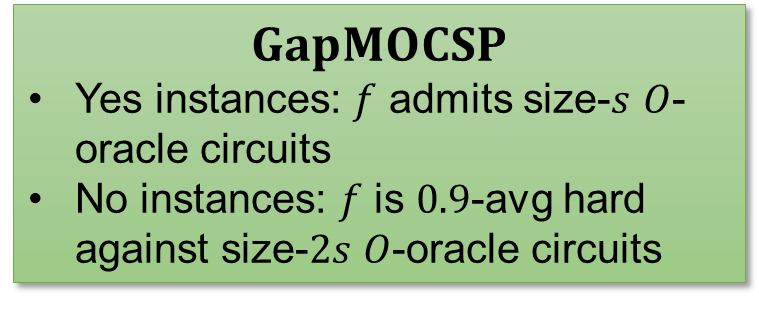 GapMOCSP
• Yes instances: f admits size-s O-
oracle circuits
• No instances: f is 0.9-avg hard
against size-2s O-oracle circuits